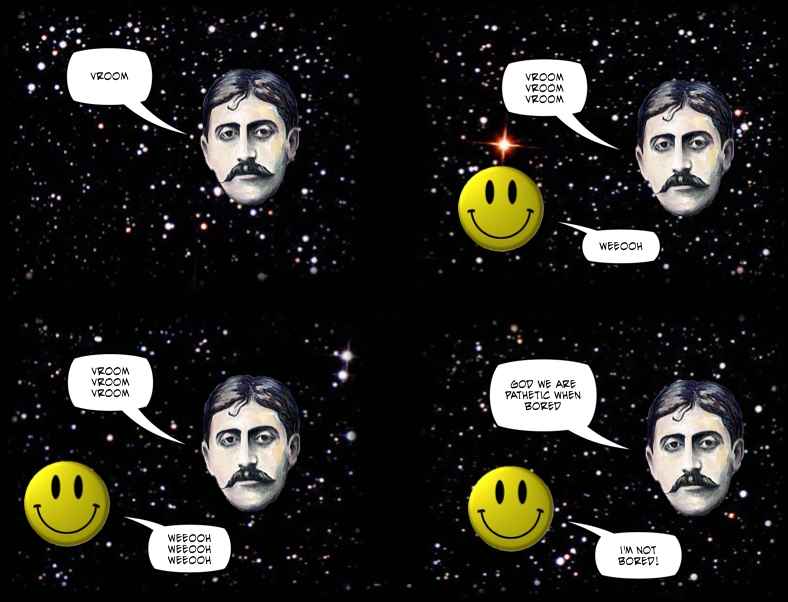 VROOM
VROOM
VROOM
VROOM
WEEOOH
VROOM
VROOM
VROOM
WEEOOH
WEEOOH
WEEOOH
GOD WE ARE
PATHETIC WHEN
BORED
I'M NOT
BORED!